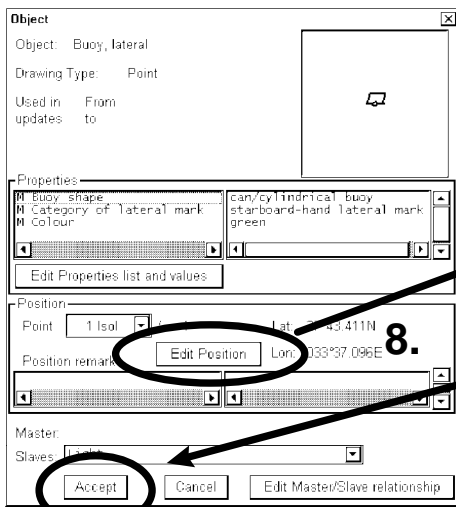 Object
Object: Buoy, lateral
Drawing Type: Point
Used in From
updates to
Properties
M Buoy shape can/cylindrical buoy
M Category of lateral mark starboard-hand lateral mark
M Colour green
Edit Properties list and values
Position
Point 1 Isol Lat: 43.411N
Edit Position Lon: 033°37.096E 8.
Position remark
Master:
Slaves: Light
Accept Cancel Edit Master/Slave relationship